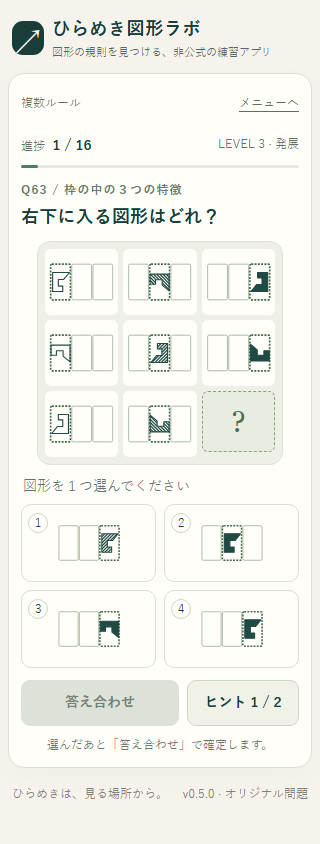 ひらめき図形ラボ
図形の規則を見つける、非公式の練習アプリ
複数ルール
メニューへ
進捗 1 / 16
LEVEL 3 · 発展
Q63 / 枠の中の3つの特徴
右下に入る図形はどれ？
?
図形を1つ選んでください
1
2
3
4
答え合わせ
ヒント 1 / 2
選んだあと「答え合わせ」で確定します。
ひらめきは、見る場所から。
v0.5.0 · オリジナル問題